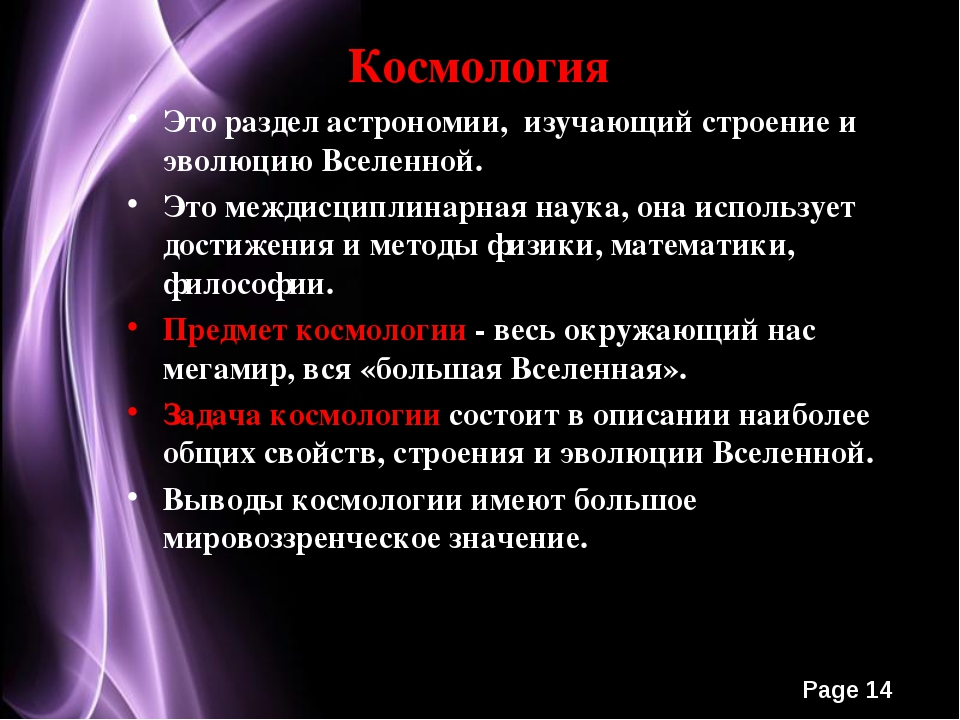 Космология
• Это раздел астрономии,  изучающий строение и
эволюцию Вселенной.
• Это междисциплинарная наука, она использует
достижения и методы физики, математики,
философии.
• Предмет космологии - весь окружающий нас
мегамир, вся «большая Вселенная».
• Задача космологии состоит в описании наиболее
общих свойств, строения и эволюции Вселенной.
• Выводы космологии имеют большое
мировоззренческое значение.
Page 14